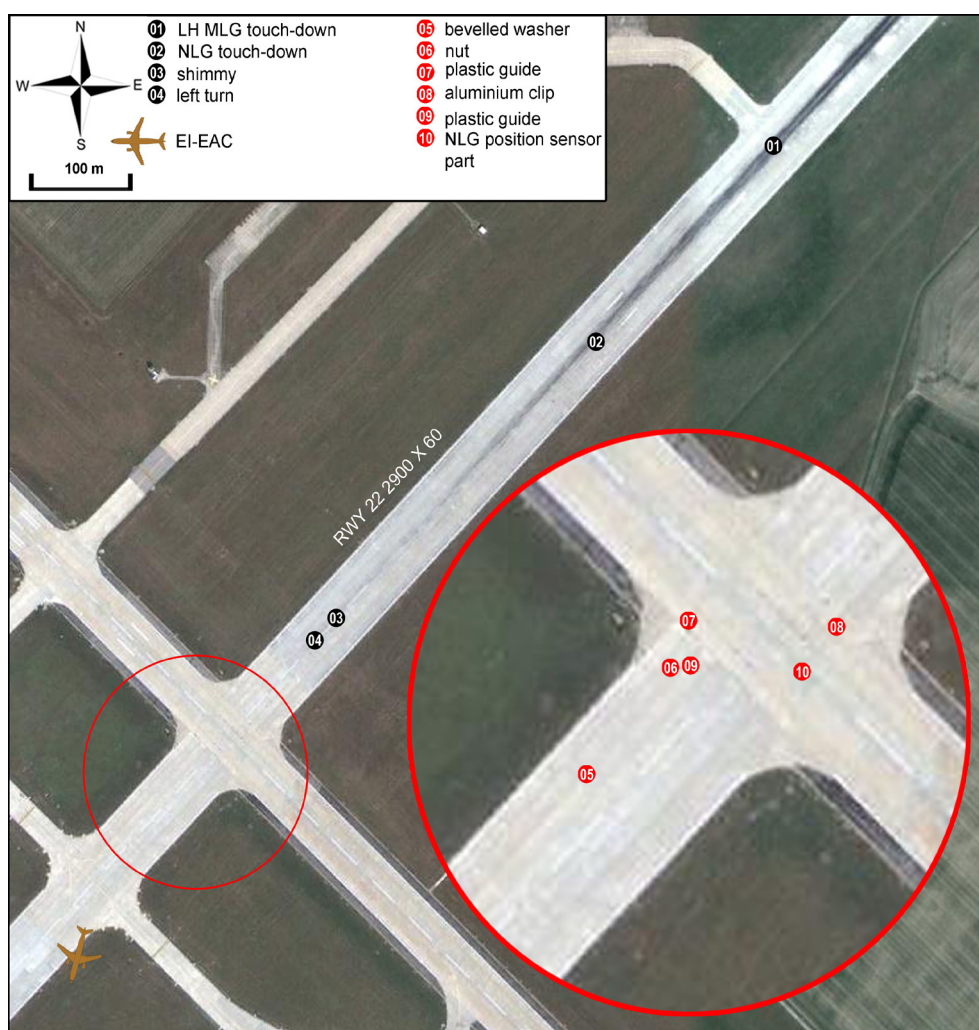 N
W
E
S
100 m
EI-EAC
01 LH MLG touch-down
02 NLG touch-down
03 shimmy
04 left turn
05 bevelled washer
06 nut
07 plastic guide
08 aluminium clip
09 plastic guide
10 NLG position sensor
part
01
02
RWY 22 2900 X 60
03
04
07
08
06
09
10
05